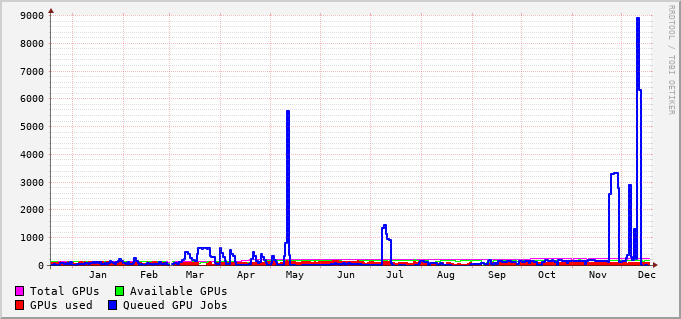 9000
8000
7000
6000
5000
4000
3000
2000
1000
0
Jan Feb Mar Apr May Jun Jul Aug Sep Oct Nov Dec
Total GPUs Available GPUs
GPUs used Queued GPU Jobs
RRDTOOL / TOBI OETIKER